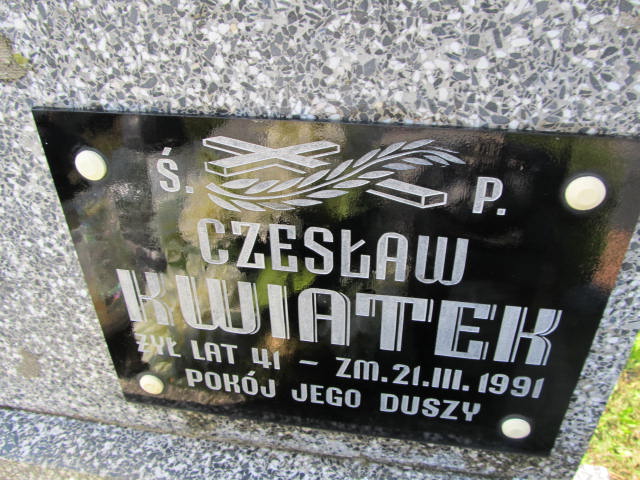 Ś. P.
CZESŁAW
KWIATEK
ŻYŁ LAT 41 - ZM. 21.III. 1991
POKÓJ JEGO DUSZY